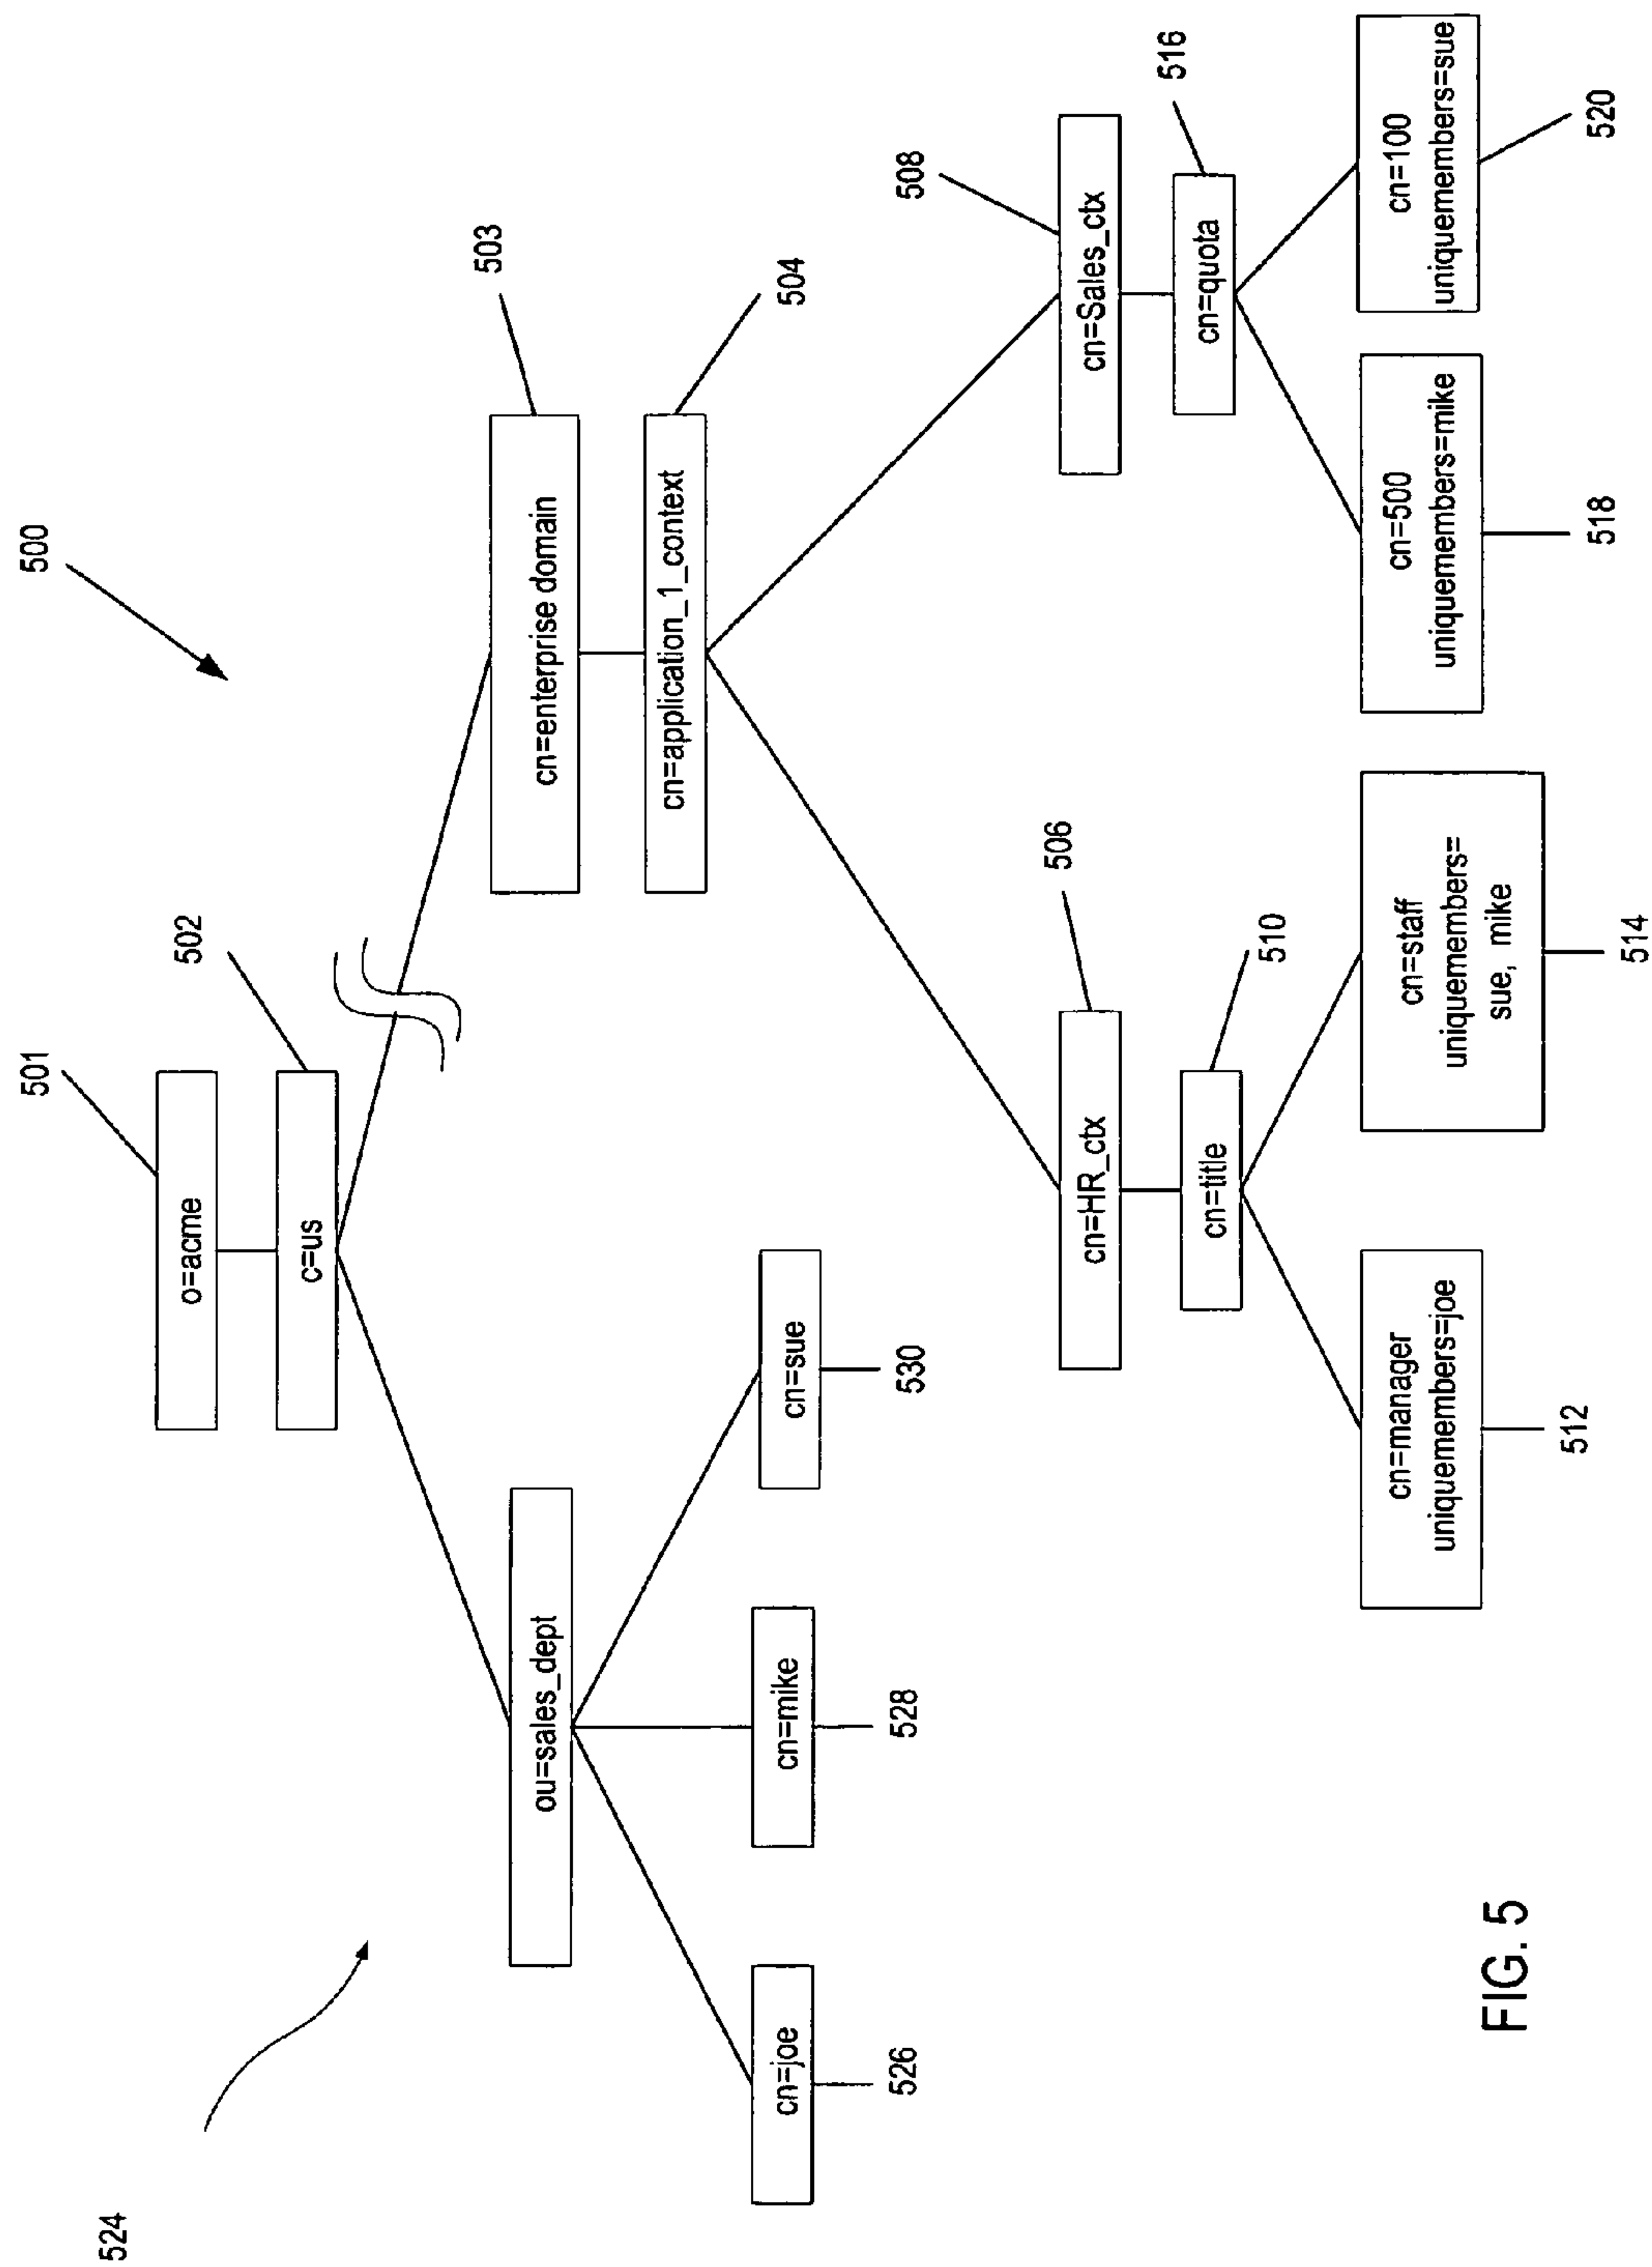 524
500
501
o=acme
502
c=us
503
cn=enterprise domain
504
cn=application_1_context
ou=sales_dept
cn=joe
526
cn=mike
528
cn=sue
530
506
cn=HR_ctx
510
cn=title
cn=manager
uniquemembers=joe
512
cn=staff
uniquemembers=
sue, mike
514
508
cn=Sales_ctx
516
cn=quota
cn=500
uniquemembers=mike
518
cn=100
uniquemembers=sue
520
FIG. 5